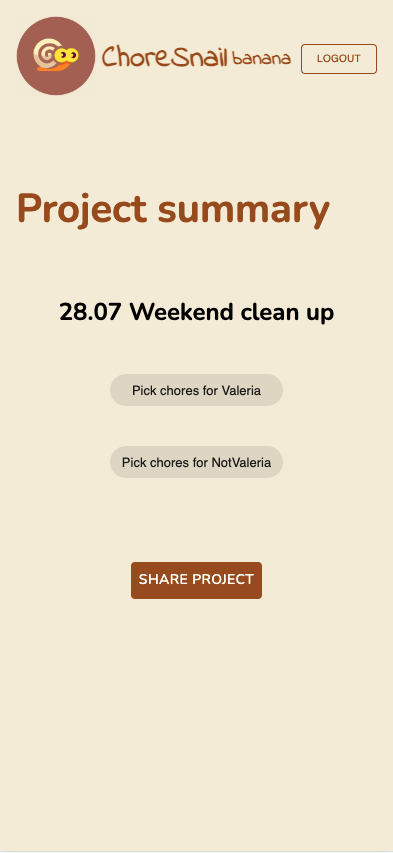 ChoreSnail banana
LOGOUT
Project summary
28.07 Weekend clean up
Pick chores for Valeria
Pick chores for NotValeria
SHARE PROJECT